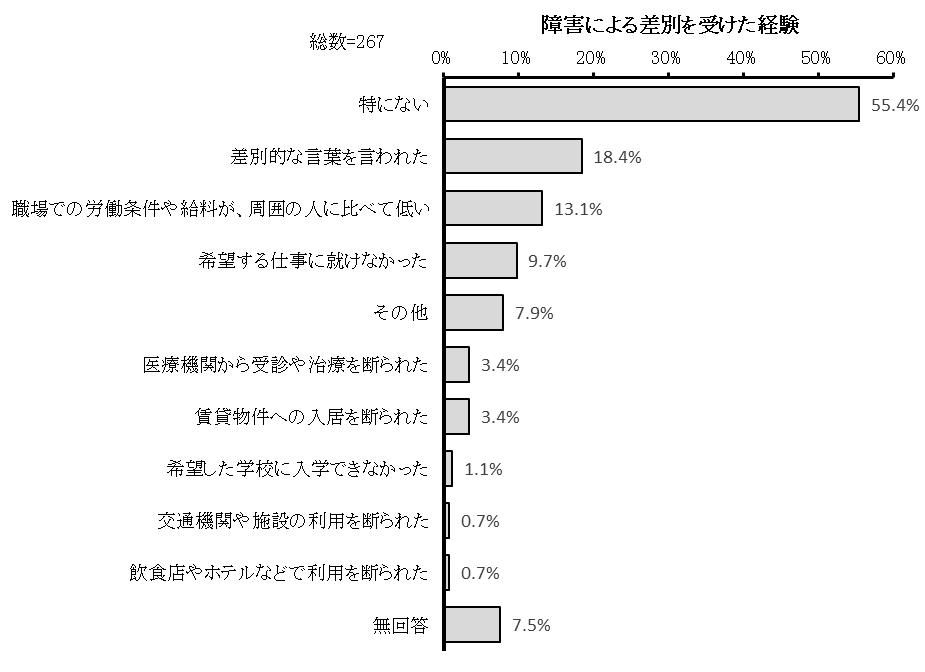 障害による差別を受けた経験
総数=267
0% 10% 20% 30% 40% 50% 60%
特にない 55.4%
差別的な言葉を言われた 18.4%
職場での労働条件や給料が、周囲の人に比べて低い 13.1%
希望する仕事に就けなかった 9.7%
その他 7.9%
医療機関から受診や治療を断られた 3.4%
賃貸物件への入居を断られた 3.4%
希望した学校に入学できなかった 1.1%
交通機関や施設の利用を断られた 0.7%
飲食店やホテルなどで利用を断られた 0.7%
無回答 7.5%